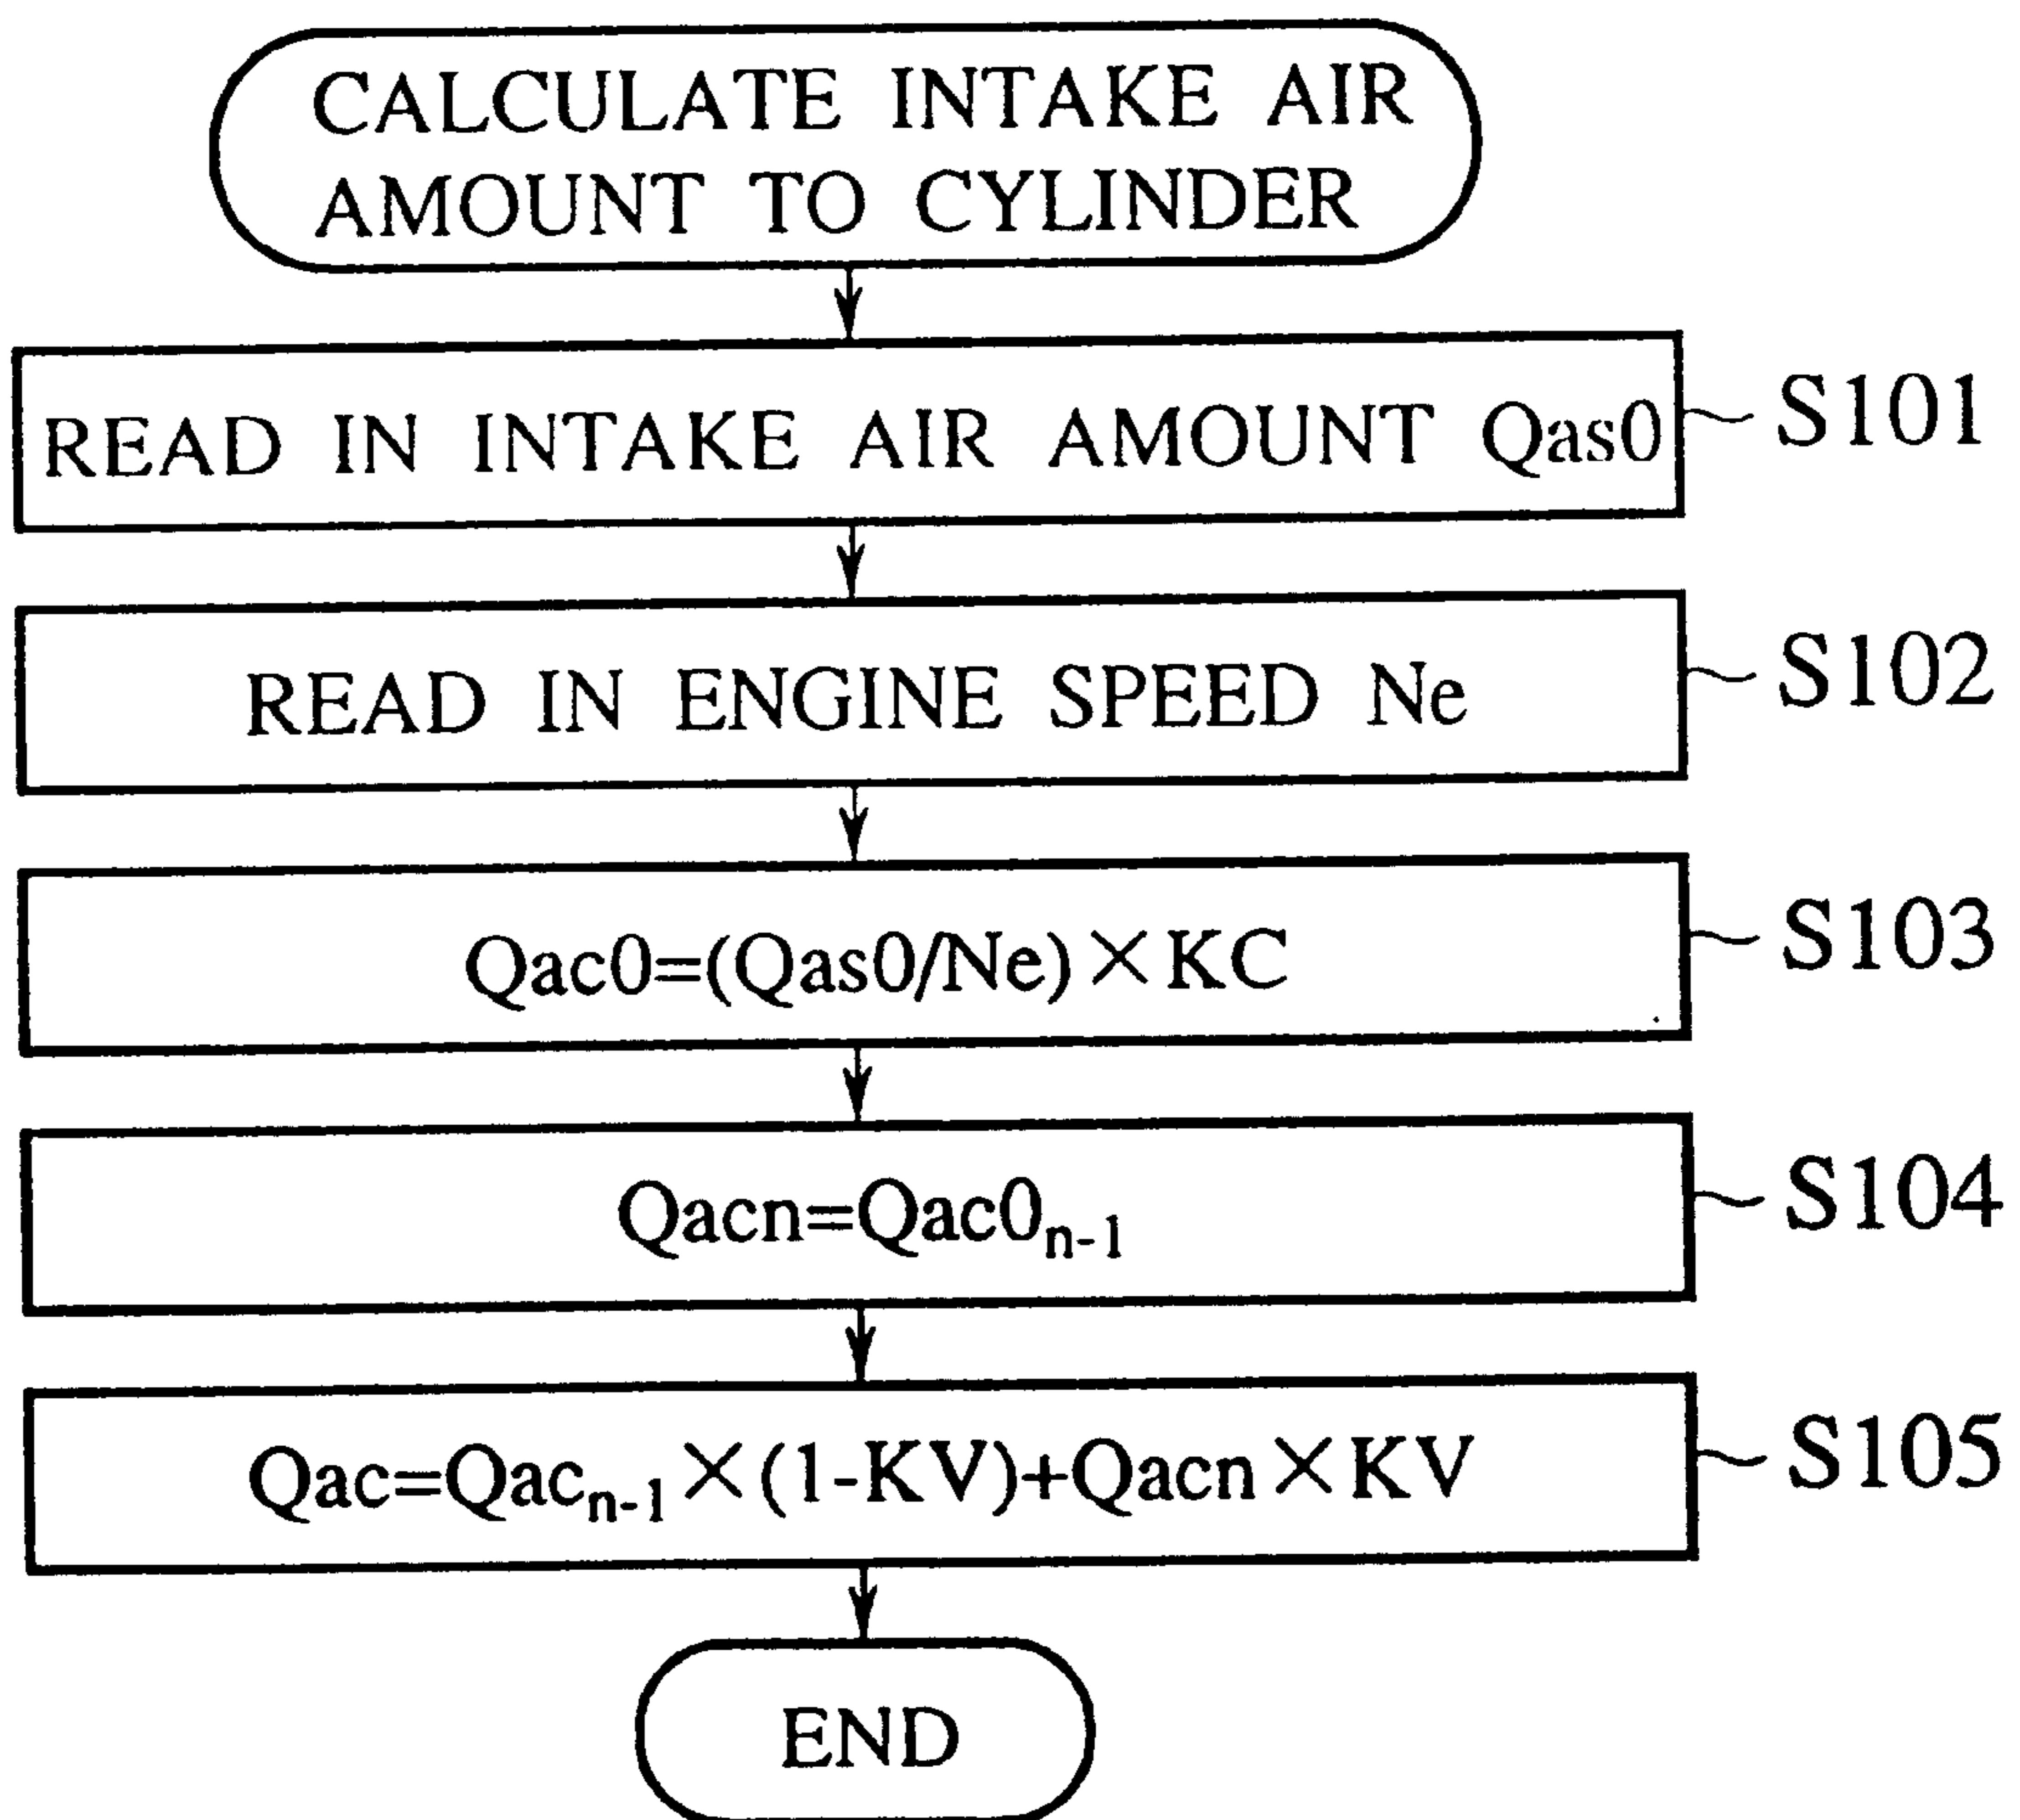 CALCULATE INTAKE AIR
AMOUNT TO CYLINDER
READ IN INTAKE AIR AMOUNT Qas0
S101
READ IN ENGINE SPEED Ne
S102
Qac0=(Qas0/Ne)×KC
S103
Qacn=Qac0n-1
S104
Qac=Qacn-1×(1-KV)+Qacn×KV
S105
END